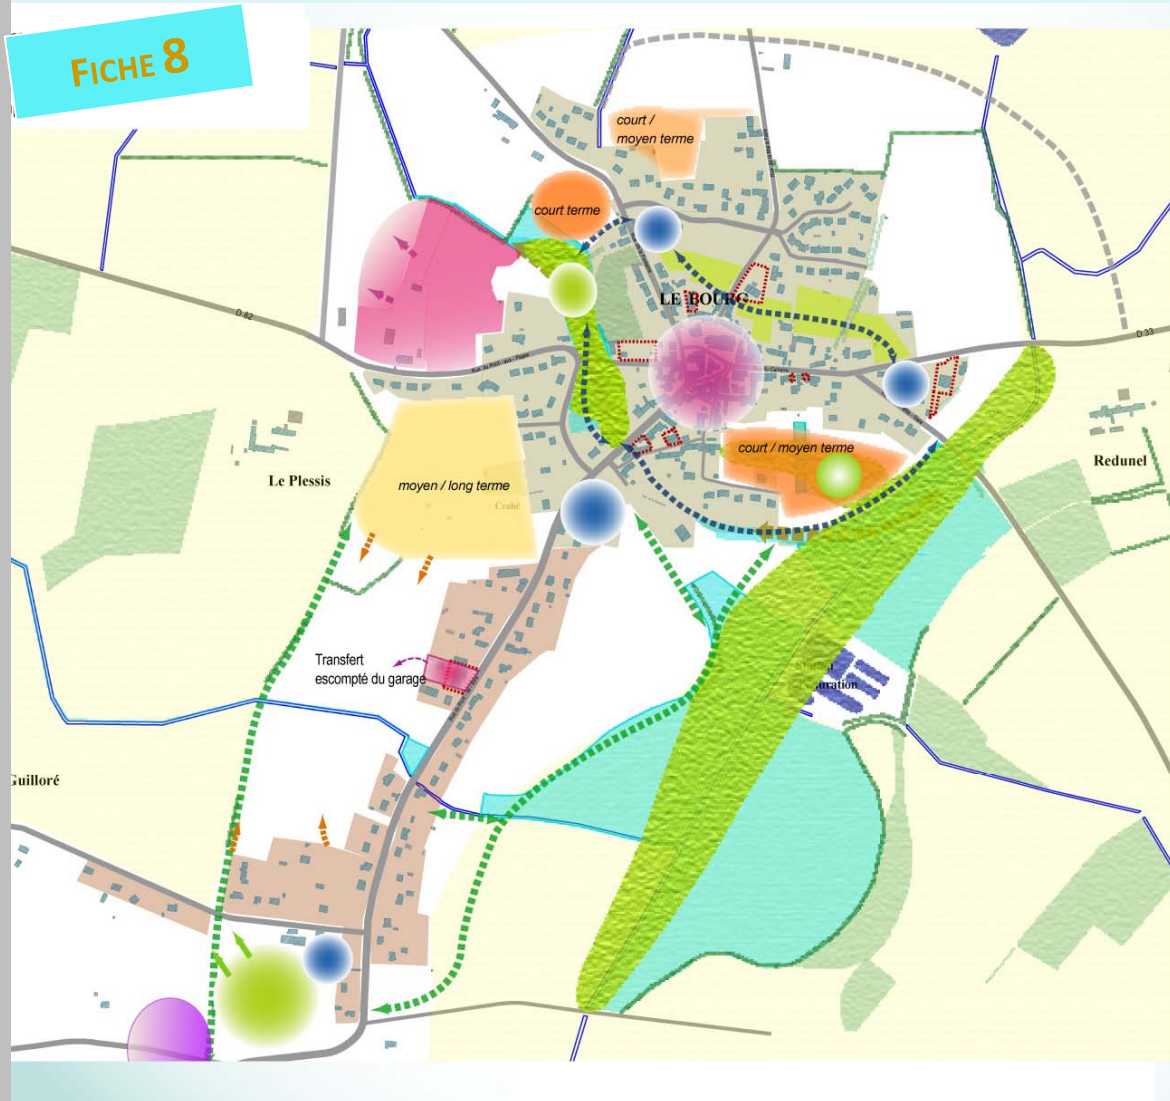 FICHE 8
court /
moyen terme
court terme
LE BOURG
D 82
D 33
court / moyen terme
Le Plessis
moyen / long terme
Redunel
Transfert
escompté du garage